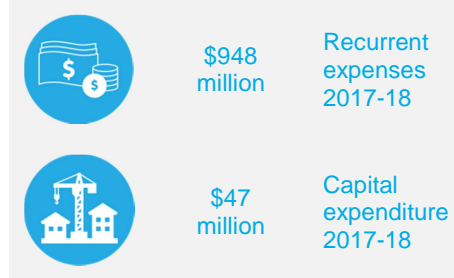 $
$
$948
million
Recurrent
expenses
2017-18
$47
million
Capital
expenditure
2017-18